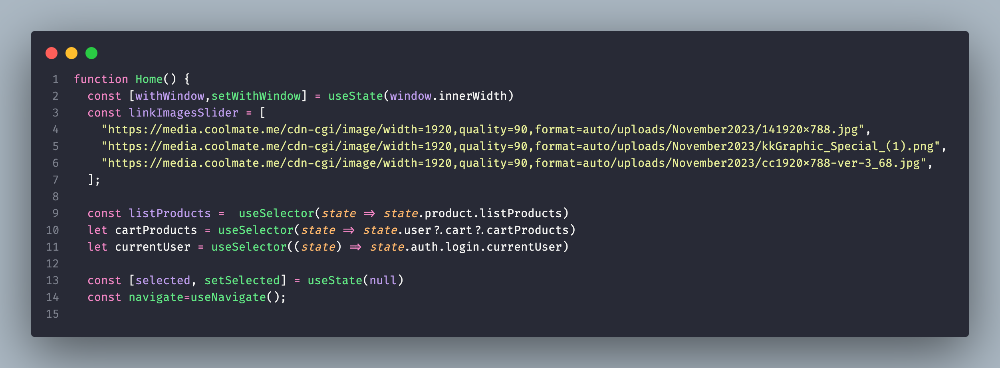 1 function Home() {
2 const [withWindow,setWithWindow] = useState(window.innerWidth)
3 const linkImagesSlider = [
4 "https://media.coolmate.me/cdn-cgi/image/width=1920,quality=90,format=auto/uploads/November2023/141920×788.jpg",
5 "https://media.coolmate.me/cdn-cgi/image/width=1920,quality=90,format=auto/uploads/November2023/kkGraphic_Special_(1).png",
6 "https://media.coolmate.me/cdn-cgi/image/width=1920,quality=90,format=auto/uploads/November2023/cc1920×788-ver-3_68.jpg",
7 ];
8
9 const listProducts =  useSelector(state => state.product.listProducts)
10 let cartProducts = useSelector(state => state.user?.cart?.cartProducts)
11 let currentUser = useSelector((state) => state.auth.login.currentUser)
12
13 const [selected, setSelected] = useState(null)
14 const navigate=useNavigate();
15